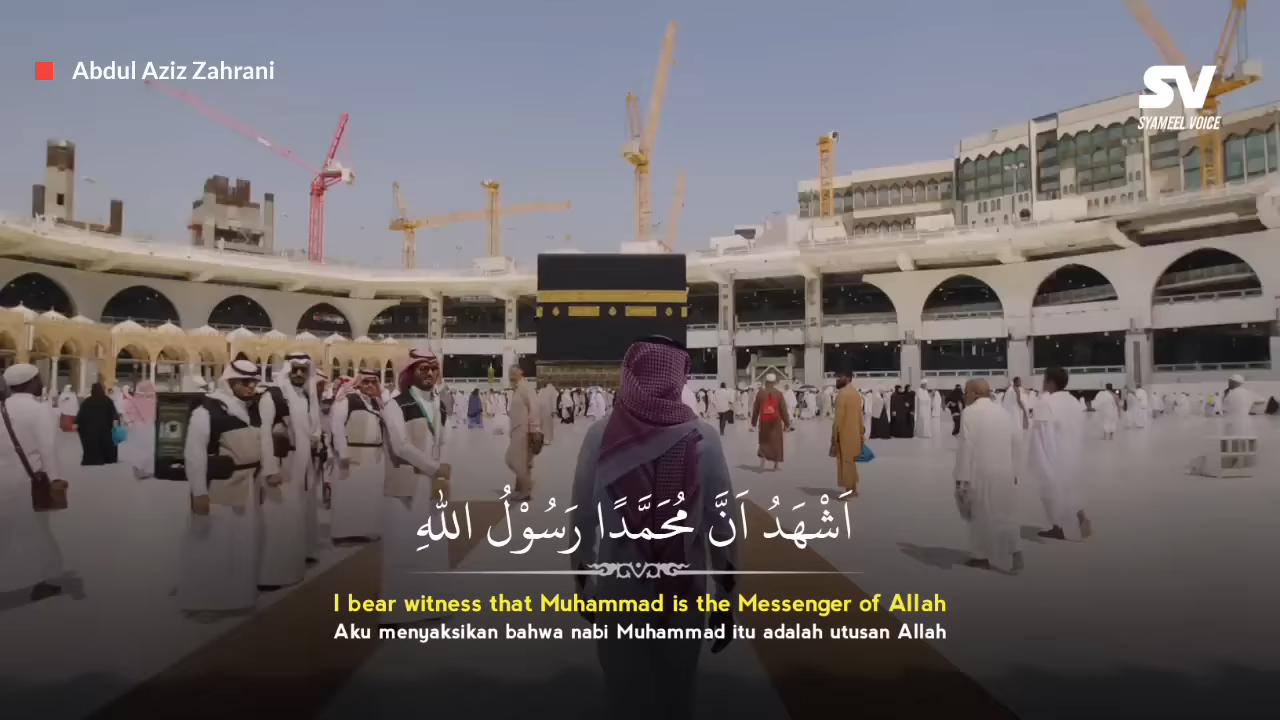 Abdul Aziz Zahrani
SV
SYAMEEL VOICE
اَشْهَدُ اَنَّ مُحَمَّدًا رَسُوْلُ اللّٰهِ
I bear witness that Muhammad is the Messenger of Allah
Aku menyaksikan bahwa nabi Muhammad itu adalah utusan Allah